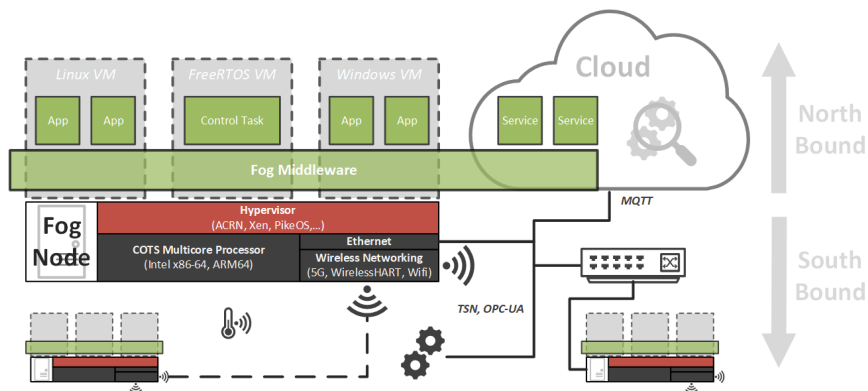 Linux VM
FreeRTOS VM
Windows VM
Cloud
North
Bound
App
App
Control Task
App
App
Service
Service
Fog Middleware
MQTT
Fog
Node
Hypervisor
(ACRN, Xen, PikeOS,...)
COTS Multicore Processor
(Intel x86-64, ARM64)
Ethernet
Wireless Networking
(5G, WirelessHART, Wifi)
South
Bound
TSN, OPC-UA